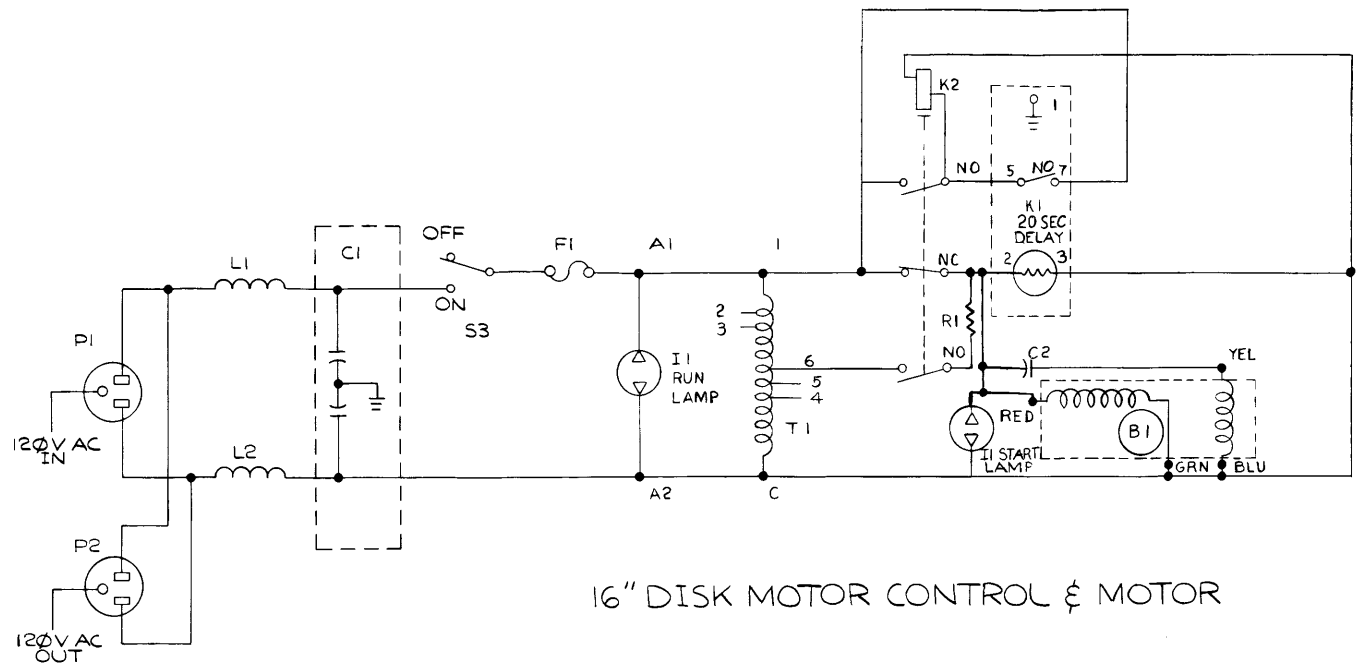 K2
1
NO
5
NO
7
K1
20 SEC
DELAY
2
3
OFF
C1
F1
A1
1
NC
L1
ON
S3
2
3
R1
P1
I1
RUN
LAMP
6
NO
C2
YEL
5
4
T1
RED
B1
120V AC
IN
L2
I1 START
LAMP
GRN
BLU
A2
C
P2
16" DISK MOTOR CONTROL & MOTOR
120V AC
OUT